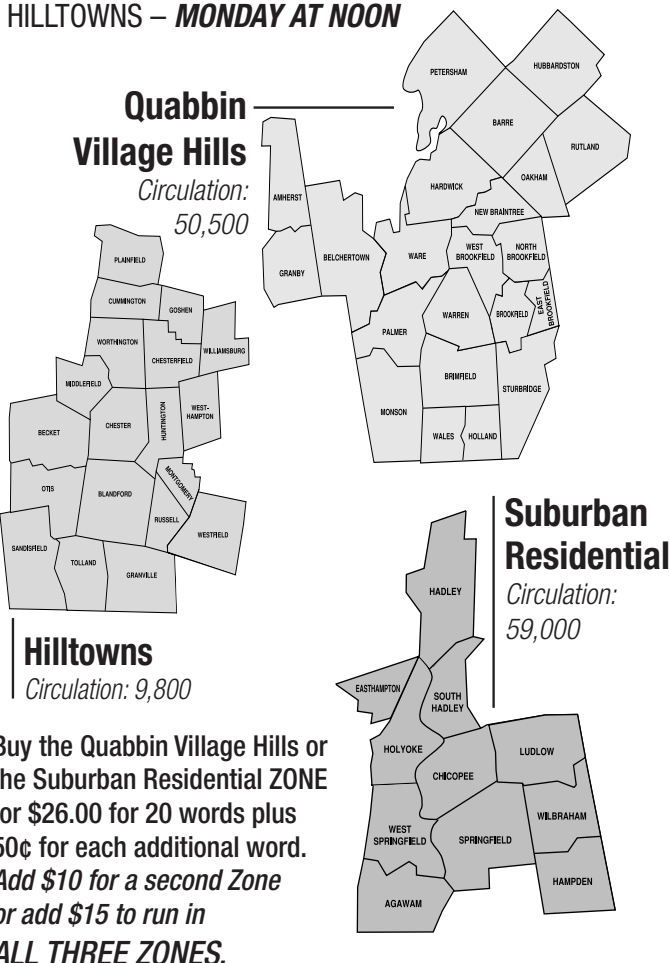 HILLTOWNS – MONDAY AT NOON
Quabbin
Village Hills
Circulation:
50,500
PETERSHAM
HUBBARDSTON
BARRE
RUTLAND
HARDWICK
OAKHAM
NEW BRAINTREE
AMHERST
BELCHERTOWN
GRANBY
WARE
WEST
BROOKFIELD
NORTH
BROOKFIELD
EAST
BROOKFIELD
BROOKFIELD
WARREN
PALMER
BRIMFIELD
STURBRIDGE
MONSON
WALES
HOLLAND
PLAINFIELD
CUMMINGTON
GOSHEN
WORTHINGTON
CHESTERFIELD
WILLIAMSBURG
MIDDLEFIELD
BECKET
CHESTER
HUNTINGTON
WEST-
HAMPTON
MONTGOMERY
OTIS
BLANDFORD
RUSSELL
WESTFIELD
SANDISFIELD
TOLLAND
GRANVILLE
Hilltowns
Circulation: 9,800
Suburban
Residential
Circulation:
59,000
HADLEY
EASTHAMPTON
SOUTH
HADLEY
HOLYOKE
CHICOPEE
LUDLOW
WEST
SPRINGFIELD
SPRINGFIELD
WILBRAHAM
HAMPDEN
AGAWAM
Buy the Quabbin Village Hills or
the Suburban Residential ZONE
for $26.00 for 20 words plus
50¢ for each additional word.
Add $10 for a second Zone
or add $15 to run in
ALL THREE ZONES.